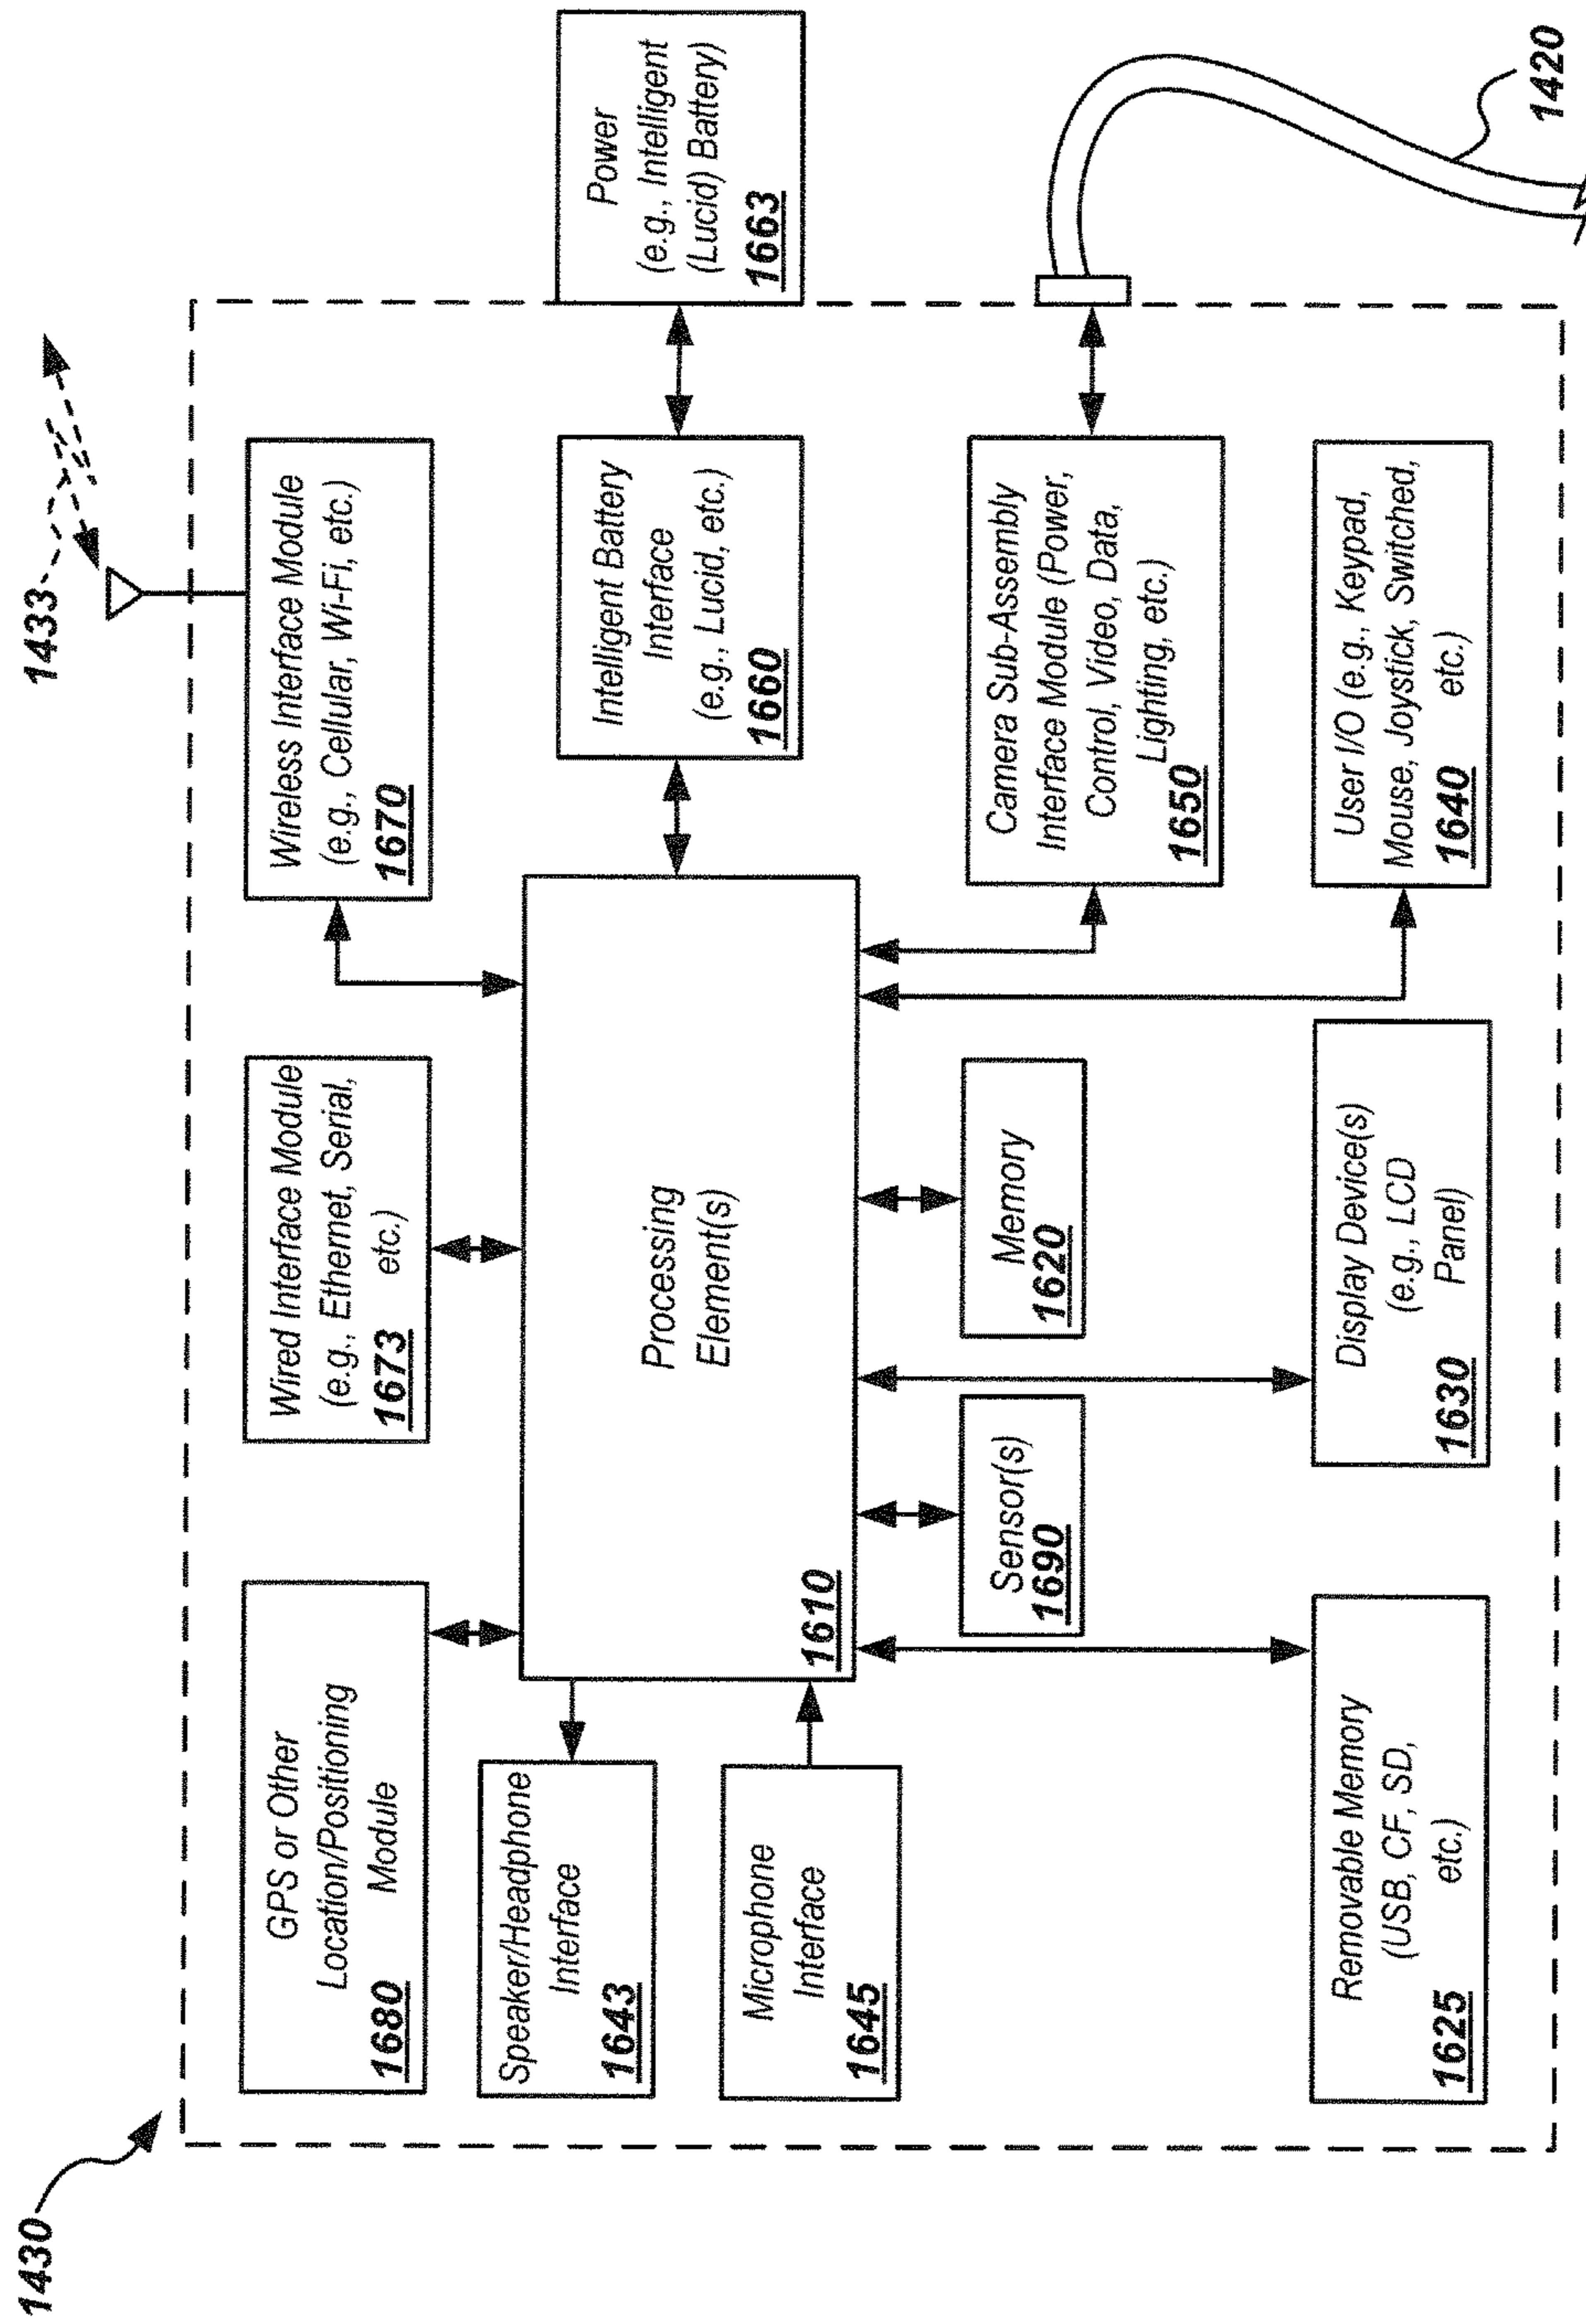 1430
1433
GPS or Other
Location/Positioning
Module
1680
Wired Interface Module
(e.g., Ethernet, Serial,
etc.)
1673
Wireless Interface Module
(e.g., Cellular, Wi-Fi, etc.)
1670
Speaker/Headphone
Interface
1643
Microphone
Interface
1645
Processing
Element(s)
1610
Intelligent Battery
Interface
(e.g., Lucid, etc.)
1660
Power
(e.g., Intelligent
(Lucid) Battery)
1663
Sensor(s)
1690
Memory
1620
Camera Sub-Assembly
Interface Module (Power,
Control, Video, Data,
Lighting, etc.)
1650
Removable Memory
(USB, CF, SD,
etc.)
1625
Display Device(s)
(e.g., LCD
Panel)
1630
User I/O (e.g., Keypad,
Mouse, Joystick, Switched,
etc.)
1640
1420